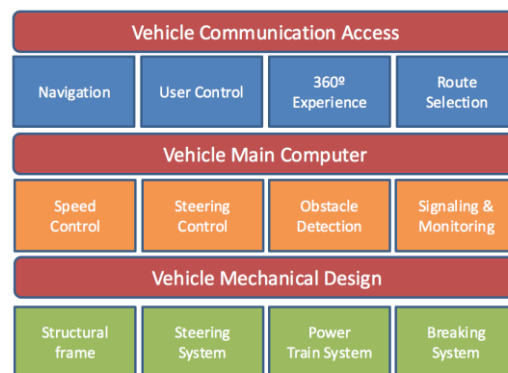 Vehicle Communication Access
Navigation
User Control
360º
Experience
Route
Selection
Vehicle Main Computer
Speed
Control
Steering
Control
Obstacle
Detection
Signaling &
Monitoring
Vehicle Mechanical Design
Structural
frame
Steering
System
Power
Train System
Breaking
System